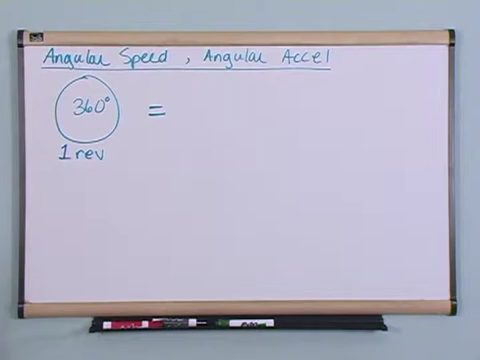 Angular Speed , Angular Accel
360° =
1 rev